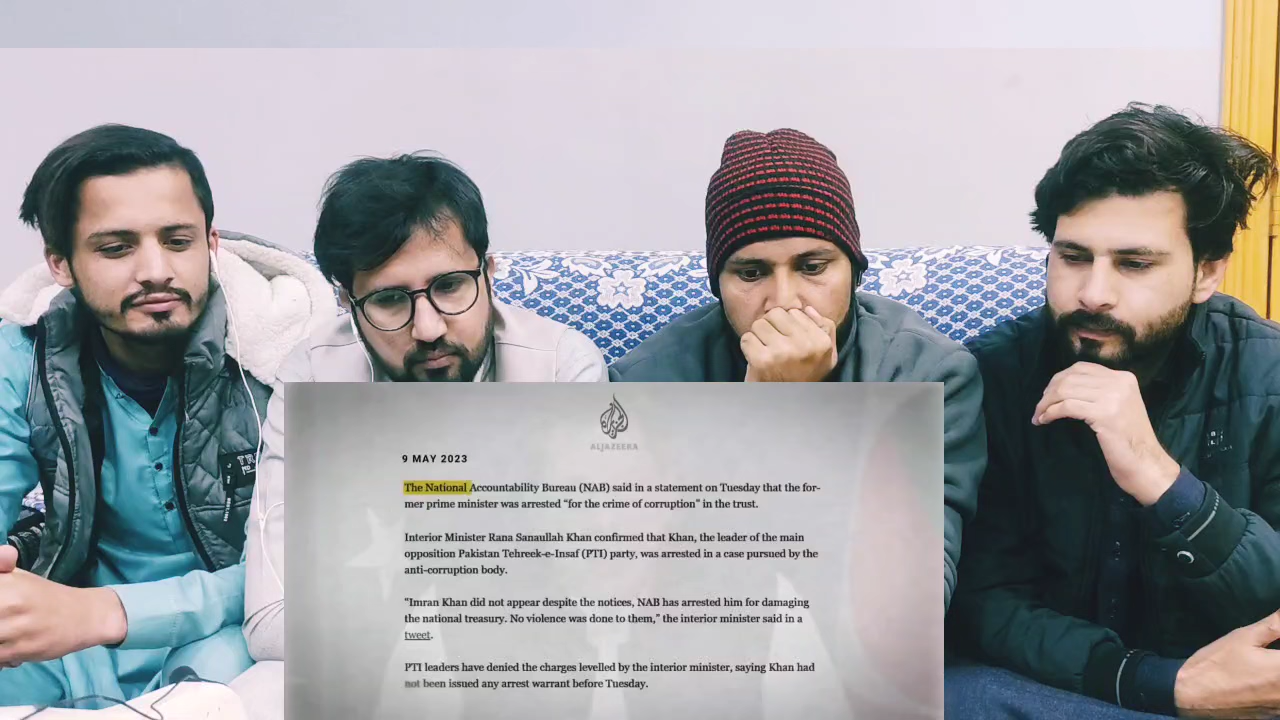 ALJAZEERA
9 MAY 2023
The National Accountability Bureau (NAB) said in a statement on Tuesday that the for-
mer prime minister was arrested “for the crime of corruption” in the trust.
Interior Minister Rana Sanaullah Khan confirmed that Khan, the leader of the main
opposition Pakistan Tehreek-e-Insaf (PTI) party, was arrested in a case pursued by the
anti-corruption body.
“Imran Khan did not appear despite the notices, NAB has arrested him for damaging
the national treasury. No violence was done to them,” the interior minister said in a
tweet.
PTI leaders have denied the charges levelled by the interior minister, saying Khan had
not been issued any arrest warrant before Tuesday.